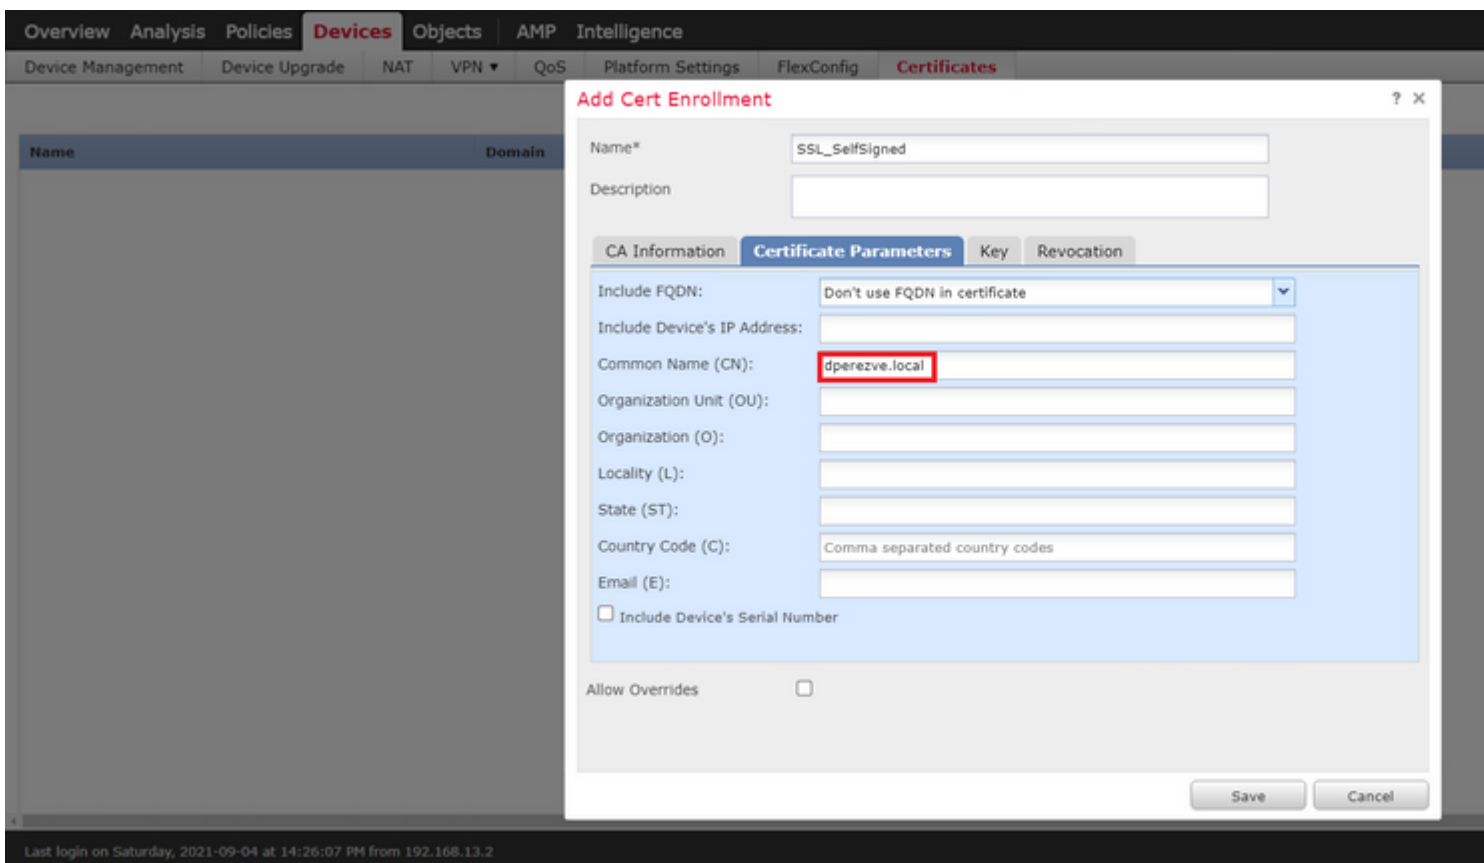 Overview Analysis Policies Devices Objects AMP Intelligence
Device Management Device Upgrade NAT VPN ▼ QoS Platform Settings FlexConfig Certificates
Add Cert Enrollment ? ×
Name Domain
Name* SSL_SelfSigned
Description
CA Information Certificate Parameters Key Revocation
Include FQDN: Don't use FQDN in certificate
Include Device's IP Address:
Common Name (CN): dperezve.local
Organization Unit (OU):
Organization (O):
Locality (L):
State (ST):
Country Code (C): Comma separated country codes
Email (E):
Include Device's Serial Number
Allow Overrides
Save Cancel
Last login on Saturday, 2021-09-04 at 14:26:07 PM from 192.168.13.2